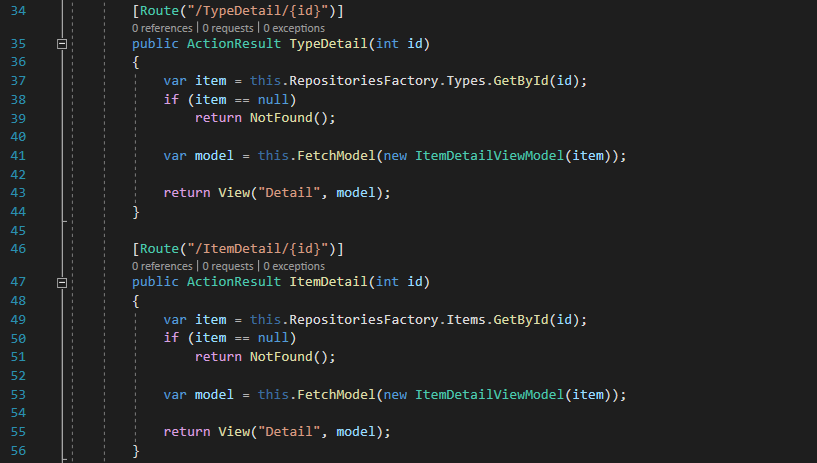 34 [Route("/TypeDetail/{id}")]
0 references | 0 requests | 0 exceptions
35 public ActionResult TypeDetail(int id)
36 {
37 var item = this.RepositoriesFactory.Types.GetById(id);
38 if (item == null)
39 return NotFound();
40
41 var model = this.FetchModel(new ItemDetailViewModel(item));
42
43 return View("Detail", model);
44 }
45
46 [Route("/ItemDetail/{id}")]
0 references | 0 requests | 0 exceptions
47 public ActionResult ItemDetail(int id)
48 {
49 var item = this.RepositoriesFactory.Items.GetById(id);
50 if (item == null)
51 return NotFound();
52
53 var model = this.FetchModel(new ItemDetailViewModel(item));
54
55 return View("Detail", model);
56 }